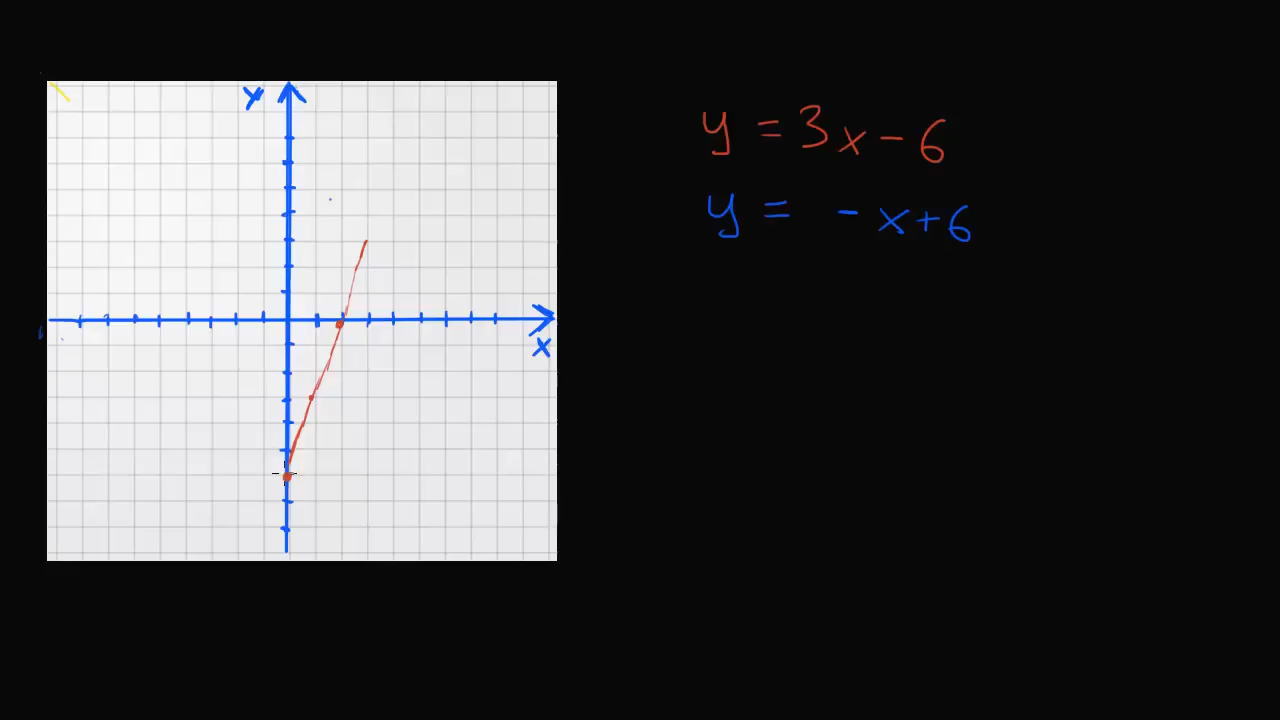 y
x
y = 3x - 6
y = - x + 6